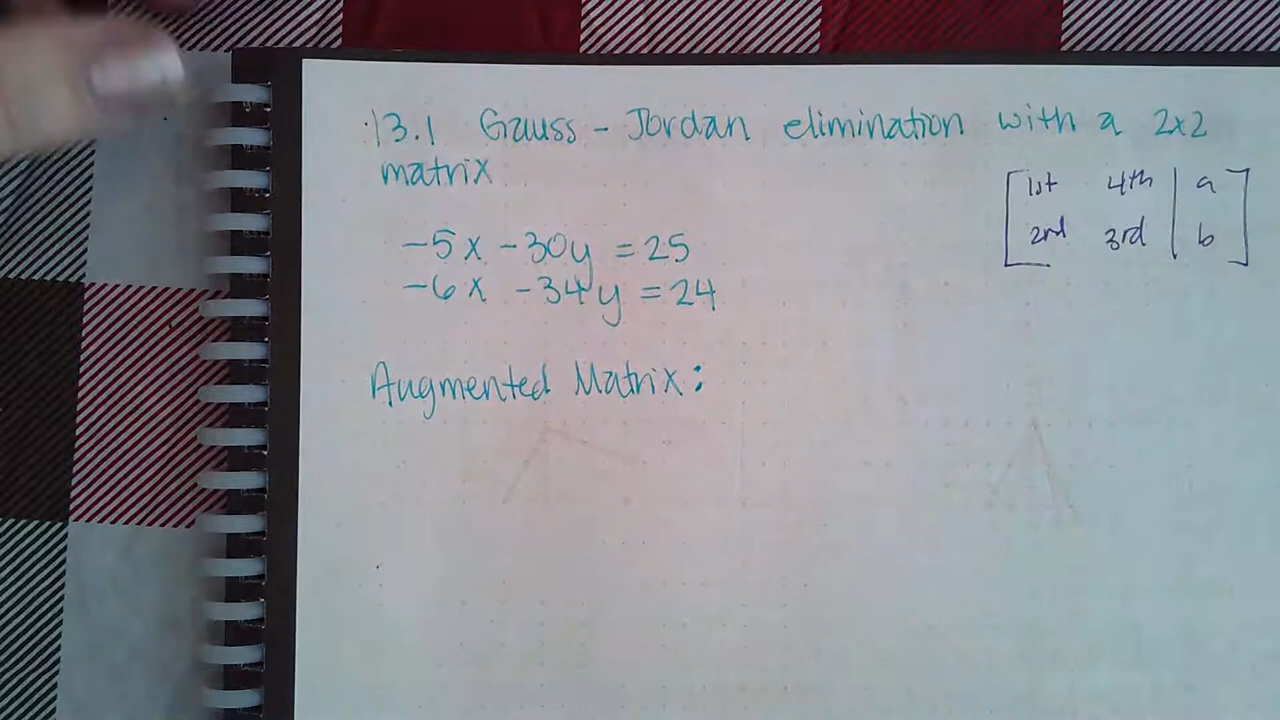 13.1 Gauss-Jordan elimination with a 2x2
matrix
1st 4th | a
2nd 3rd | b
-5x -30y = 25
-6x -34y = 24
Augmented Matrix: